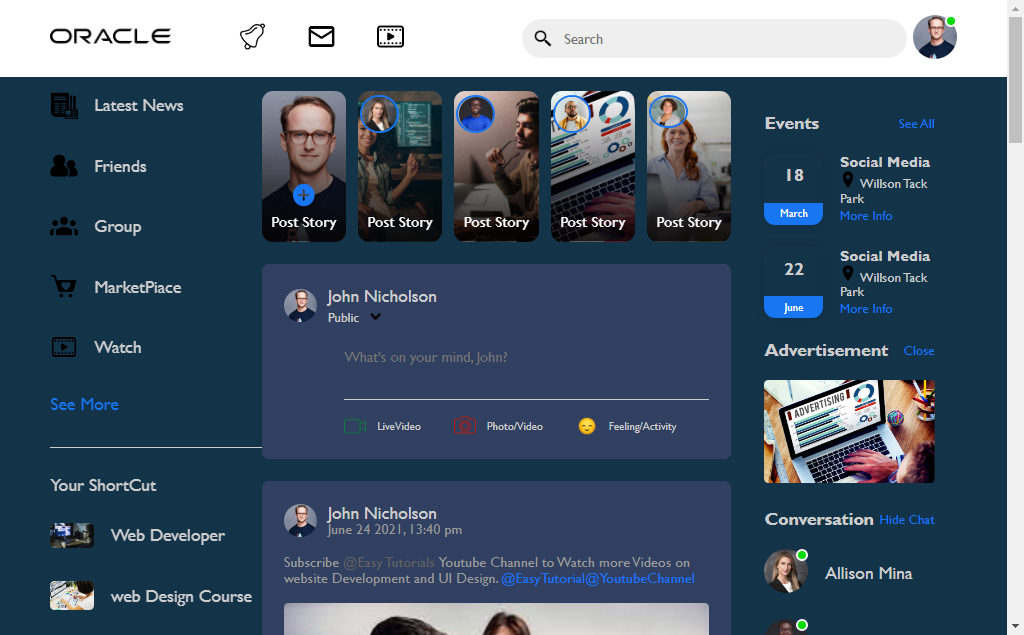 ORACLE
Search
Latest News
Friends
Group
MarketPiace
Watch
See More
Your ShortCut
Web Developer
web Design Course
Post Story
Post Story
Post Story
Post Story
Post Story
John Nicholson
Public
What's on your mind, John?
LiveVideo
Photo/Video
Feeling/Activity
John Nicholson
June 24 2021, 13:40 pm
Subscribe @Easy Tutorials Youtube Channel to Watch more Videos on
website Development and UI Design. @EasyTutorial@YoutubeChannel
Events
See All
18
March
Social Media
Willson Tack
Park
More Info
22
June
Social Media
Willson Tack
Park
More Info
Advertisement
Close
ADVERTISING
Conversation
Hide Chat
Allison Mina